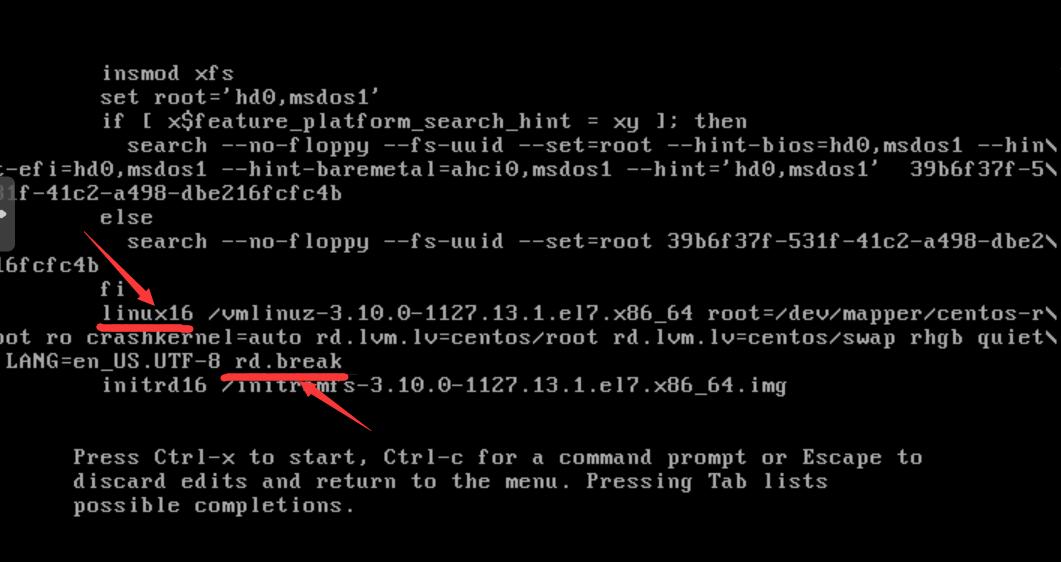 insmod xfs
set root='hd0,msdos1'
if [ x$feature_platform_search_hint = xy ]; then
search --no-floppy --fs-uuid --set=root --hint-bios=hd0,msdos1 --hin\
t-efi=hd0,msdos1 --hint-baremetal=ahci0,msdos1 --hint='hd0,msdos1'  39b6f37f-5\
31f-41c2-a498-dbe216fcfc4b
else
search --no-floppy --fs-uuid --set=root 39b6f37f-531f-41c2-a498-dbe2\
16fcfc4b
fi
linux16 /vmlinuz-3.10.0-1127.13.1.el7.x86_64 root=/dev/mapper/centos-r\
oot ro crashkernel=auto rd.lvm.lv=centos/root rd.lvm.lv=centos/swap rhgb quiet\
LANG=en_US.UTF-8 rd.break
initrd16 /initramfs-3.10.0-1127.13.1.el7.x86_64.img
Press Ctrl-x to start, Ctrl-c for a command prompt or Escape to
discard edits and return to the menu. Pressing Tab lists
possible completions.